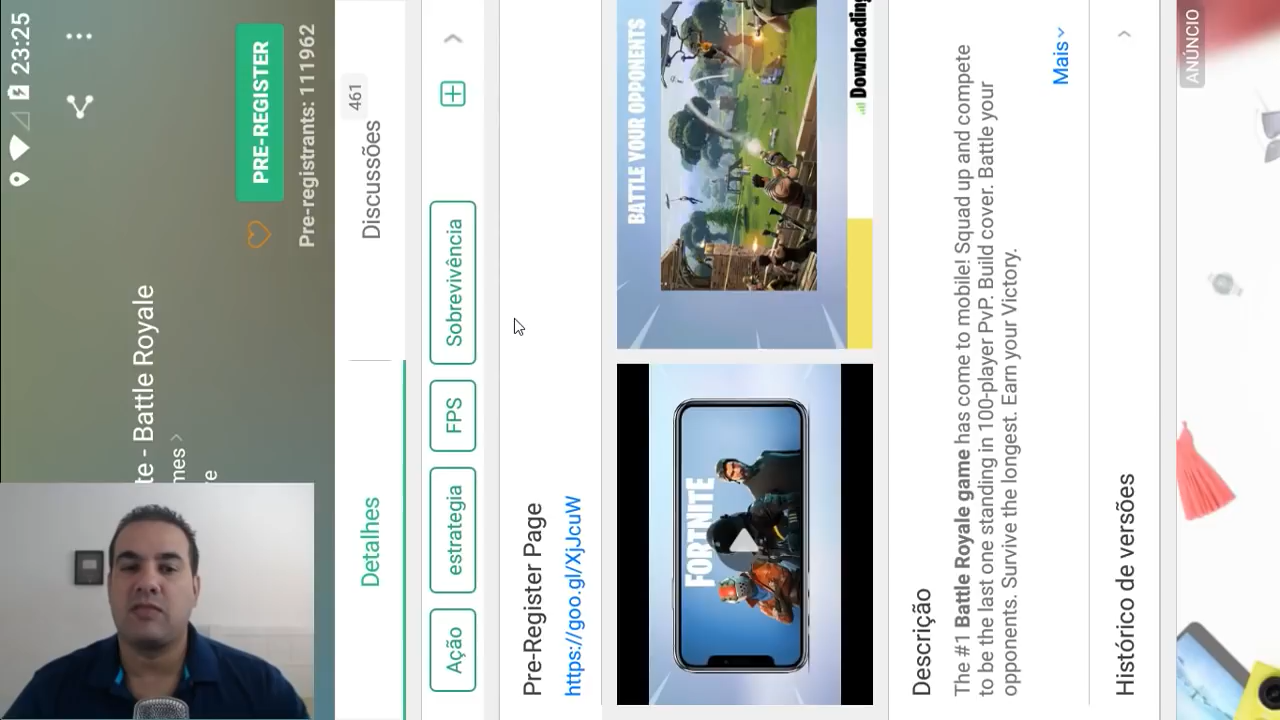 23:25
te - Battle Royale
mes >
e
PRE-REGISTER
Pre-registrants: 111962
Detalhes
Discussões
461
Ação
estrategia
FPS
Sobrevivência
Pre-Register Page
https://goo.gl/XjJcuW
FORTNITE
BATTLE YOUR OPPONENTS
Downloading
Descrição
The #1 Battle Royale game has come to mobile! Squad up and compete
to be the last one standing in 100-player PvP. Build cover. Battle your
opponents. Survive the longest. Earn your Victory.
Mais
Histórico de versões
ANÚNCIO